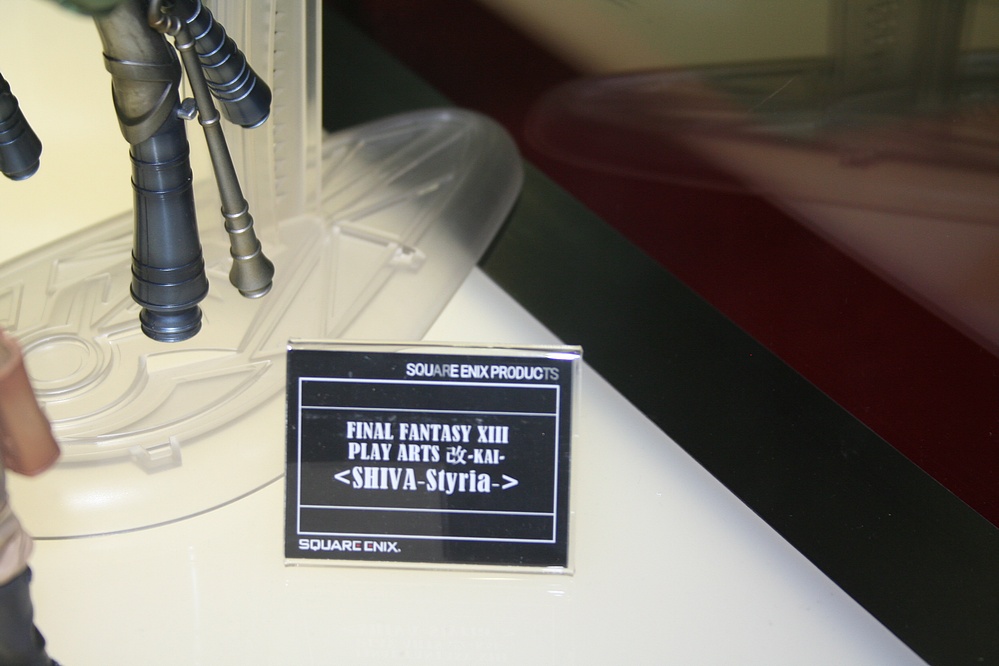 SQUARE ENIX PRODUCTS
FINAL FANTASY XIII
PLAY ARTS 改-KAI-
<SHIVA-Styria->
SQUARE ENIX.